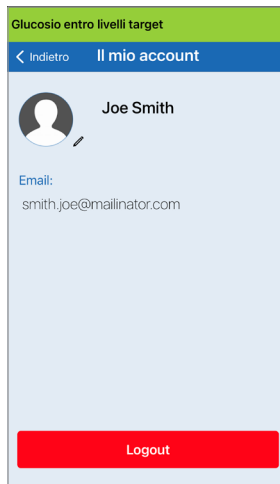 Glucosio entro livelli target
Indietro Il mio account
Joe Smith
Email:
smith.joe@mailinator.com
Logout